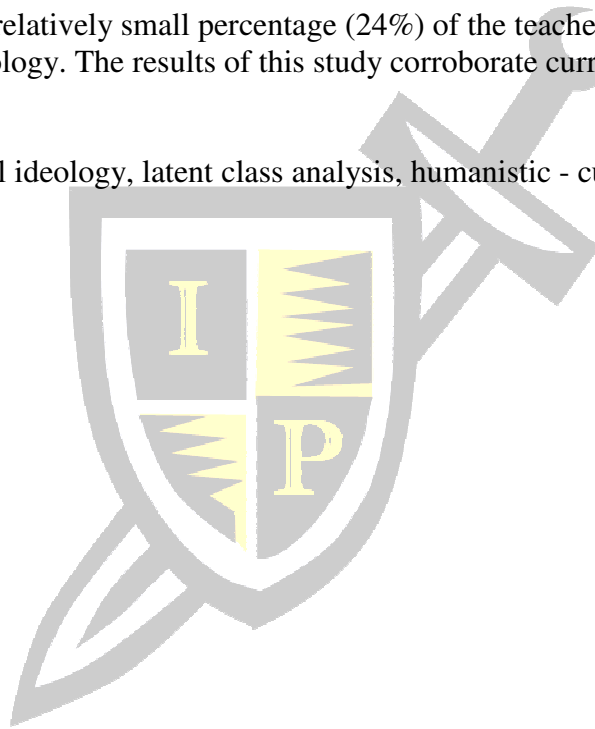 relatively small percentage (24%) of the teache
ology. The results of this study corroborate curr
l ideology, latent class analysis, humanistic - cu
I
P